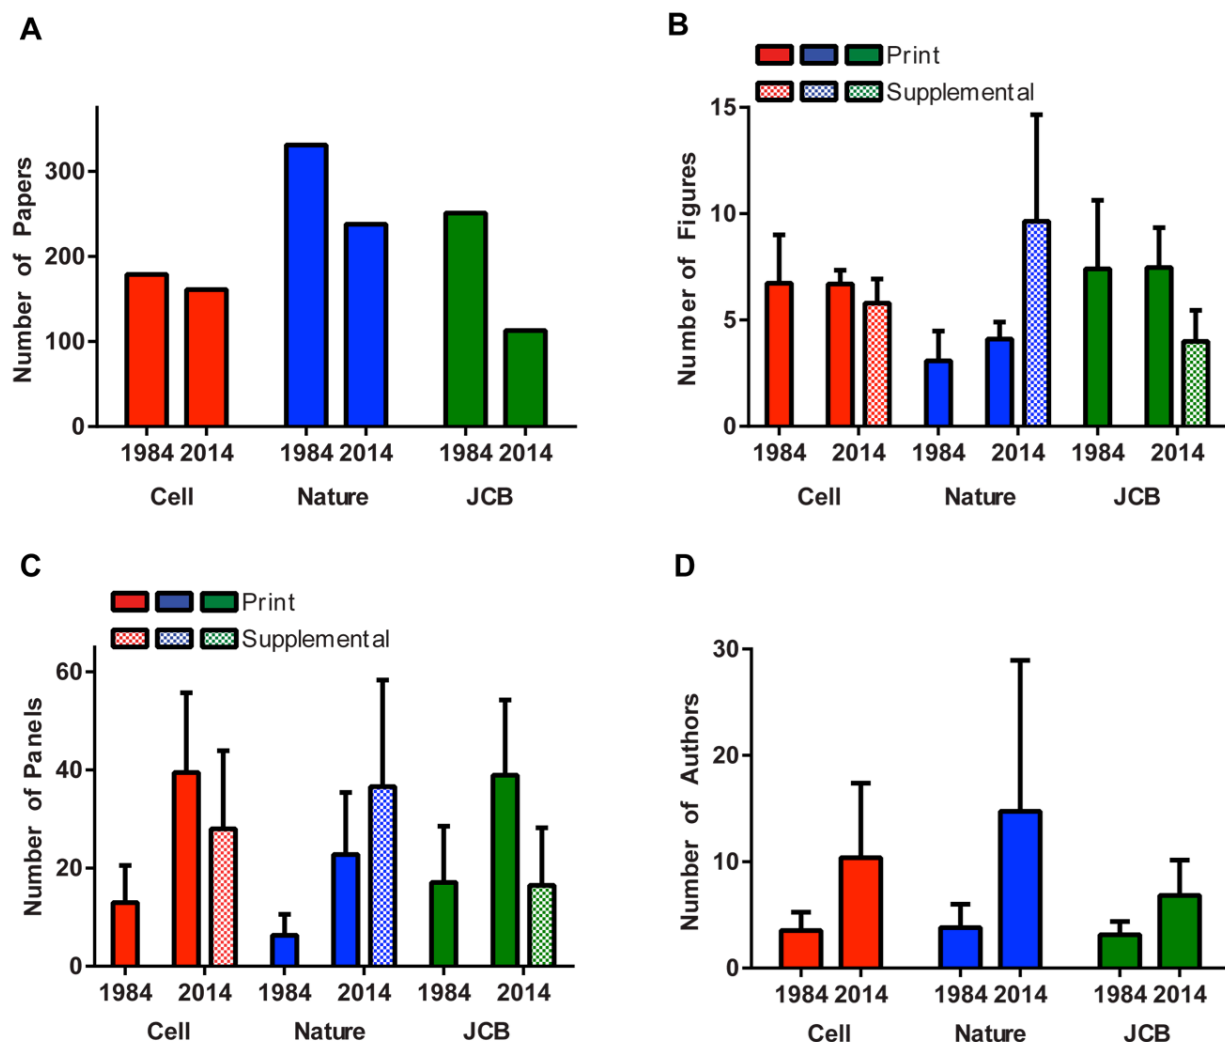 A
Number of Papers
300
200
100
0
1984 2014 1984 2014 1984 2014
Cell Nature JCB
B
Print
Supplemental
Number of Figures
15
10
5
0
1984 2014 1984 2014 1984 2014
Cell Nature JCB
C
Print
Supplemental
Number of Panels
60
40
20
0
1984 2014 1984 2014 1984 2014
Cell Nature JCB
D
Number of Authors
30
20
10
0
1984 2014 1984 2014 1984 2014
Cell Nature JCB